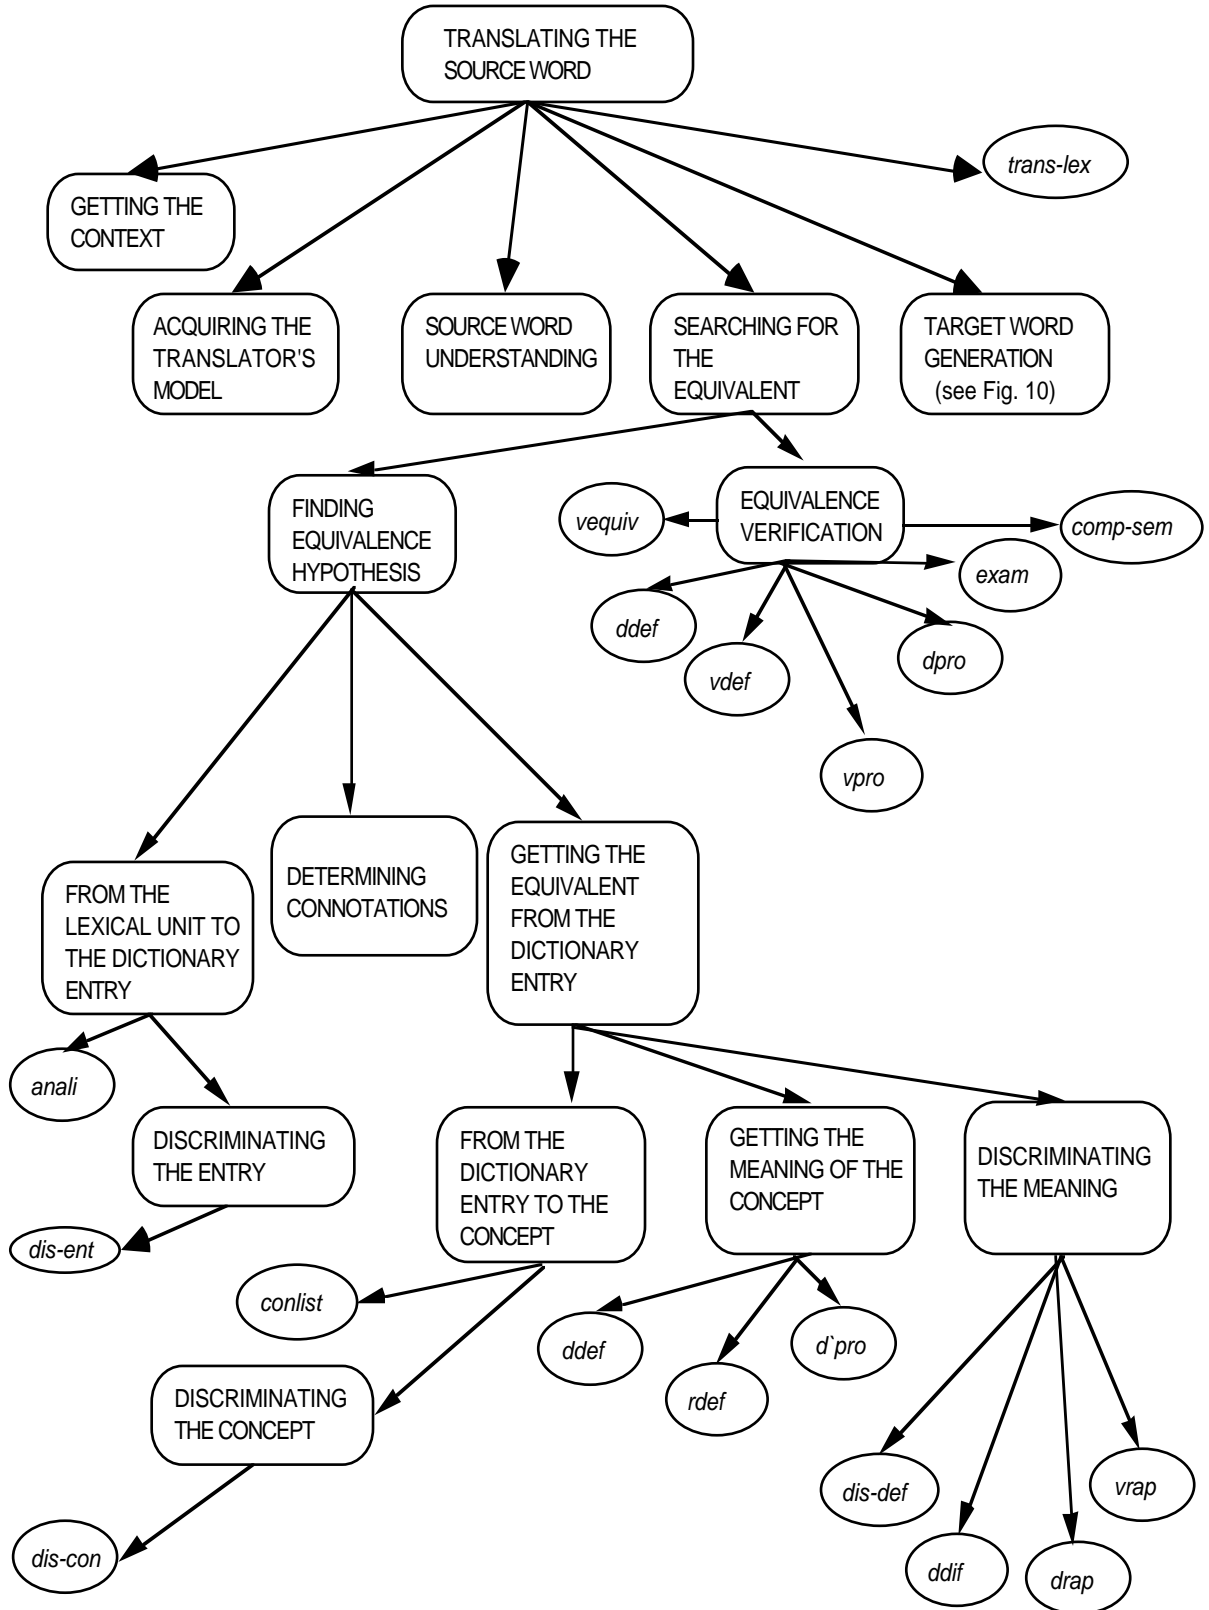 TRANSLATING THE
SOURCE WORD
trans-lex
GETTING THE
CONTEXT
ACQUIRING THE
TRANSLATOR'S
MODEL
SOURCE WORD
UNDERSTANDING
SEARCHING FOR
THE
EQUIVALENT
TARGET WORD
GENERATION
(see Fig. 10)
FINDING
EQUIVALENCE
HYPOTHESIS
EQUIVALENCE
VERIFICATION
vequiv
comp-sem
exam
ddef
vdef
dpro
vpro
FROM THE
LEXICAL UNIT TO
THE DICTIONARY
ENTRY
DETERMINING
CONNOTATIONS
GETTING THE
EQUIVALENT
FROM THE
DICTIONARY
ENTRY
anali
DISCRIMINATING
THE ENTRY
FROM THE
DICTIONARY
ENTRY TO THE
CONCEPT
GETTING THE
MEANING OF THE
CONCEPT
DISCRIMINATING
THE MEANING
dis-ent
conlist
ddef
rdef
d`pro
DISCRIMINATING
THE CONCEPT
dis-def
vrap
dis-con
ddif
drap